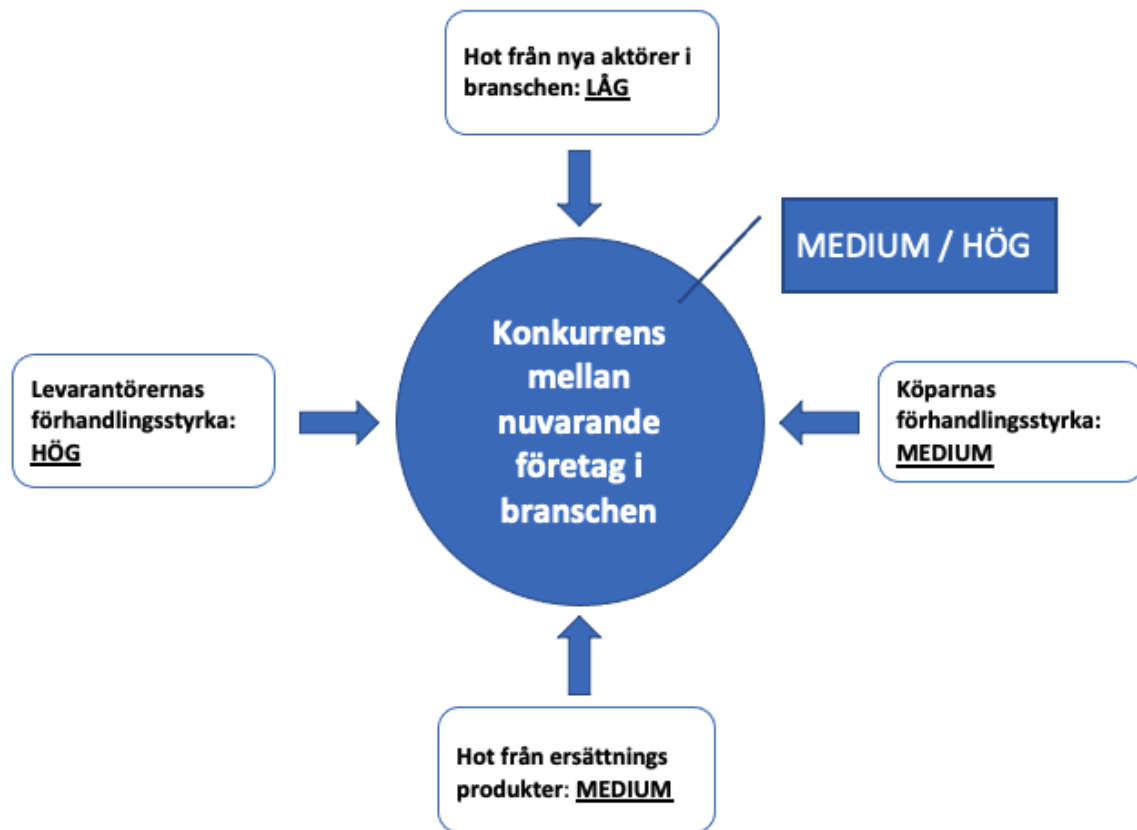 Hot från nya aktörer i
branschen: LÅG
MEDIUM / HÖG
Konkurrens
mellan
nuvarande
företag i
branschen
Levarantörernas
förhandlingsstyrka:
HÖG
Köparnas
förhandlingsstyrka:
MEDIUM
Hot från ersättnings
produkter: MEDIUM